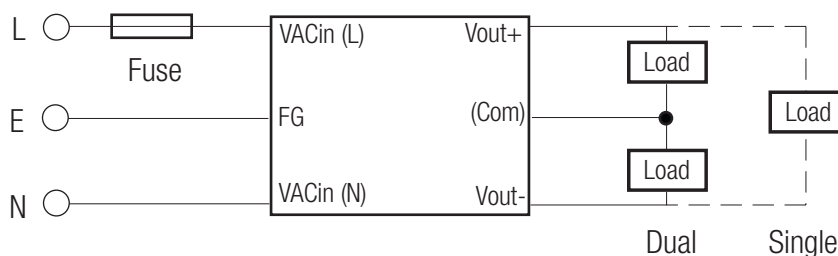 L
VACin (L)
Vout+
Fuse
Load
E
FG
(Com)
Load
Load
N
VACin (N)
Vout-
Dual
Single